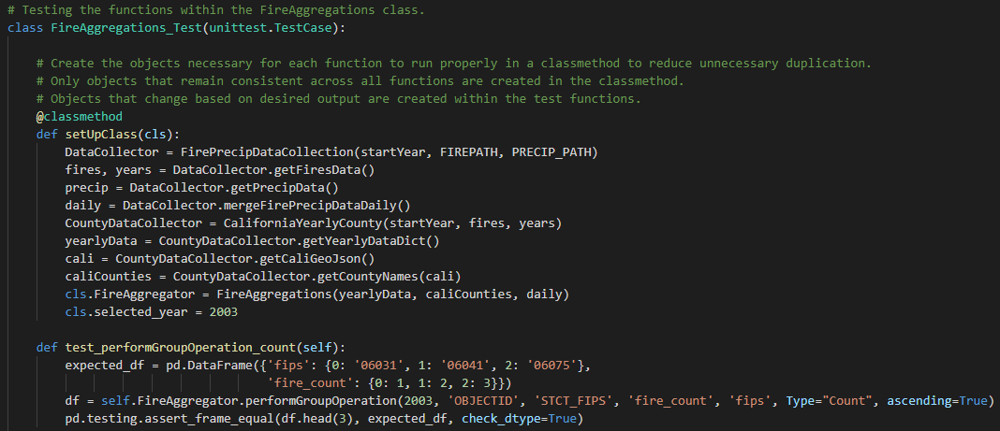 # Testing the functions within the FireAggregations class.
class FireAggregations_Test(unittest.TestCase):
# Create the objects necessary for each function to run properly in a classmethod to reduce unnecessary duplication.
# Only objects that remain consistent across all functions are created in the classmethod.
# Objects that change based on desired output are created within the test functions.
@classmethod
def setUpClass(cls):
DataCollector = FirePrecipDataCollection(startYear, FIREPATH, PRECIP_PATH)
fires, years = DataCollector.getFiresData()
precip = DataCollector.getPrecipData()
daily = DataCollector.mergeFirePrecipDataDaily()
CountyDataCollector = CaliforniaYearlyCounty(startYear, fires, years)
yearlyData = CountyDataCollector.getYearlyDataDict()
cali = CountyDataCollector.getCaliGeoJson()
caliCounties = CountyDataCollector.getCountyNames(cali)
cls.FireAggregator = FireAggregations(yearlyData, caliCounties, daily)
cls.selected_year = 2003
def test_performGroupOperation_count(self):
expected_df = pd.DataFrame({'fips': {0: '06031', 1: '06041', 2: '06075'},
'fire_count': {0: 1, 1: 2, 2: 3}})
df = self.FireAggregator.performGroupOperation(2003, 'OBJECTID', 'STCT_FIPS', 'fire_count', 'fips', Type="Count", ascending=True)
pd.testing.assert_frame_equal(df.head(3), expected_df, check_dtype=True)